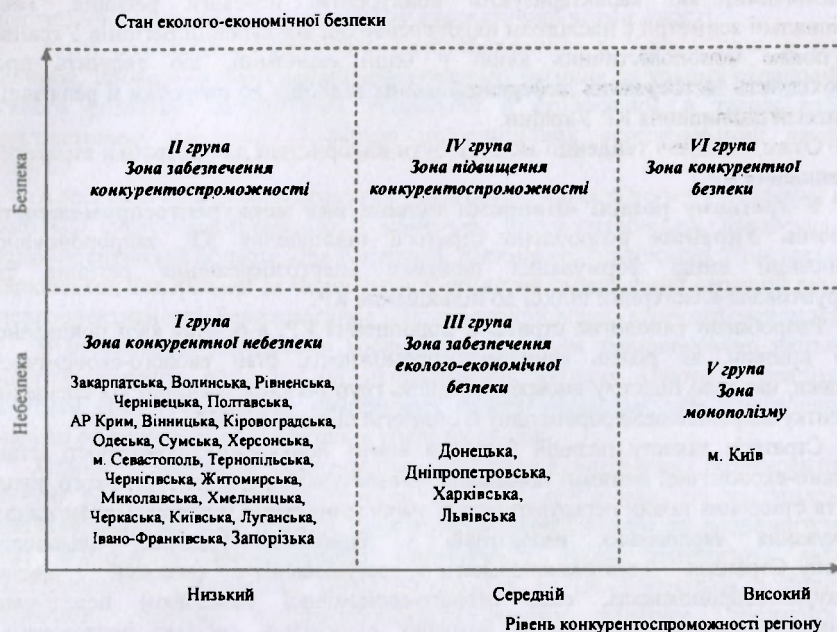 Стан еколого-економічної безпеки
Безпека
II група
Зона забезпечення
конкурентоспроможності
IV група
Зона підвищення
конкурентоспроможності
VI група
Зона конкурентної
безпеки
Небезпека
I група
Зона конкурентної небезпеки
Закарпатська, Волинська, Рівненська,
Чернівецька, Полтавська,
АР Крим, Вінницька, Кіровоградська,
Одеська, Сумська, Херсонська,
м. Севастополь, Тернопільська,
Чернігівська, Житомирська,
Миколаївська, Хмельницька,
Черкаська, Київська, Луганська,
Івано-Франківська, Запорізька
III група
Зона забезпечення
еколого-економічної
безпеки
Донецька,
Дніпропетровська,
Харківська,
Львівська
V група
Зона
монополізму
м. Київ
Низький
Середній
Високий
Рівень конкурентоспроможності регіону